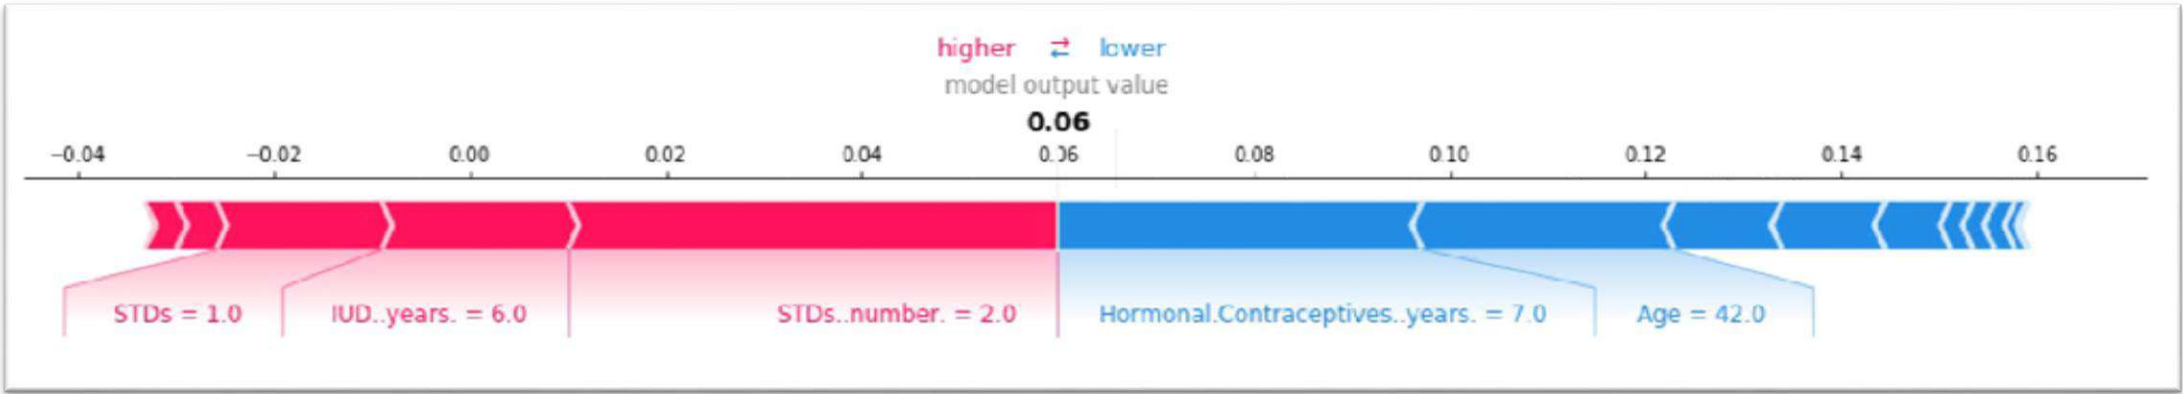 higher ⇄ lower
model output value
0.06
−0.04 −0.02 0.00 0.02 0.04 0.06 0.08 0.10 0.12 0.14 0.16
STDs = 1.0 IUD..years. = 6.0 STDs..number. = 2.0 Hormonal.Contraceptives..years. = 7.0 Age = 42.0